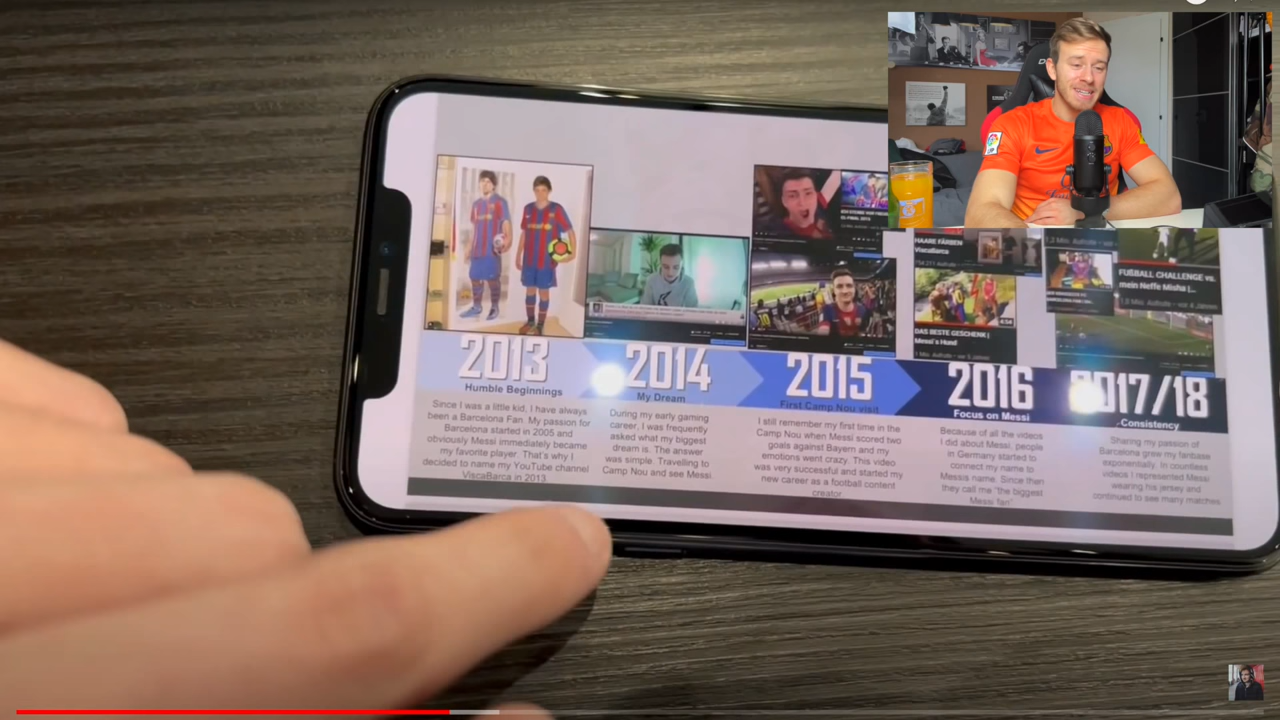 HAARE FÄRBEN
ViscaBarca
FUßBALL CHALLENGE vs.
mein Neffe Misha |...
4:54
DAS BESTE GESCHENK |
Messi's Hund
2013
Humble Beginnings
Since I was a little kid, I have always
been a Barcelona Fan. My passion for
Barcelona started in 2005 and
obviously Messi immediately became
my favorite player. That's why I
decided to name my YouTube channel
ViscaBarca in 2013.
2014
My Dream
During my early gaming
career, I was frequently
asked what my biggest
dream is. The answer
was simple. Travelling to
Camp Nou and see Messi
2015
First Camp Nou visit
I still remember my first time in the
Camp Nou when Messi scored two
goals against Bayern and my
emotions went crazy. This video
was very successful and started my
new career as a football content
creator
2016
Focus on Messi
Because of all the videos
I did about Messi, people
in Germany started to
connect my name to
Messis name. Since then
they call me "the biggest
Messi fan"
2017/18
Consistency
Sharing my passion of
Barcelona grew my fanbase
exponentially. In countless
videos I represented Messi
wearing his jersey and
continued to see many matches